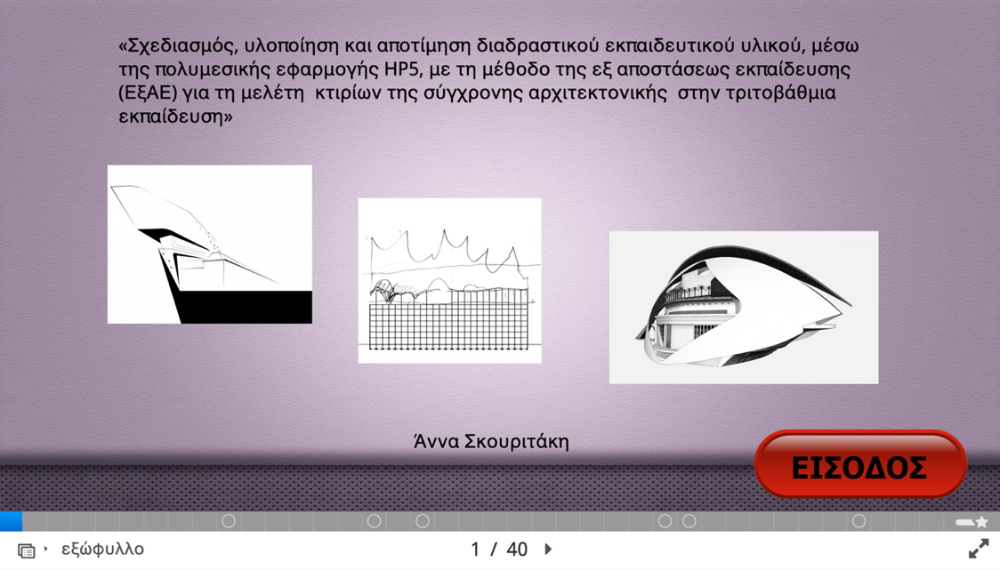 «Σχεδιασμός, υλοποίηση και αποτίμηση διαδραστικού εκπαιδευτικού υλικού, μέσω
της πολυμεσικής εφαρμογής HP5, με τη μέθοδο της εξ αποστάσεως εκπαίδευσης
(ΕξΑΕ) για τη μελέτη κτιρίων της σύγχρονης αρχιτεκτονικής στην τριτοβάθμια
εκπαίδευση»
Άννα Σκουριτάκη
ΕΙΣΟΔΟΣ
εξώφυλλο
1 / 40